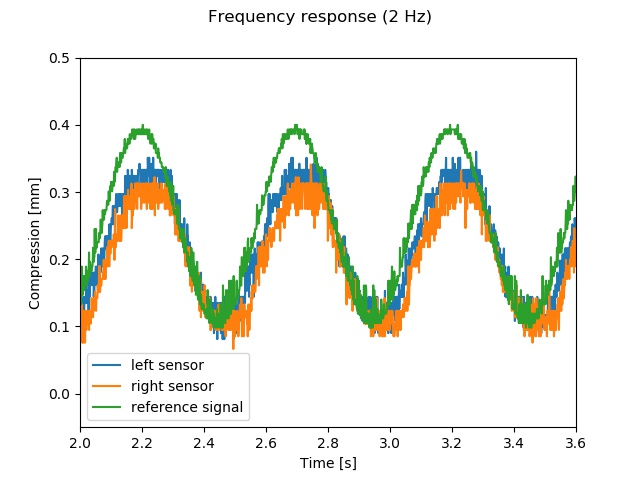 Frequency response (2 Hz)
0.5
0.4
0.3
0.2
0.1
0.0
Compression [mm]
left sensor
right sensor
reference signal
2.0 2.2 2.4 2.6 2.8 3.0 3.2 3.4 3.6
Time [s]